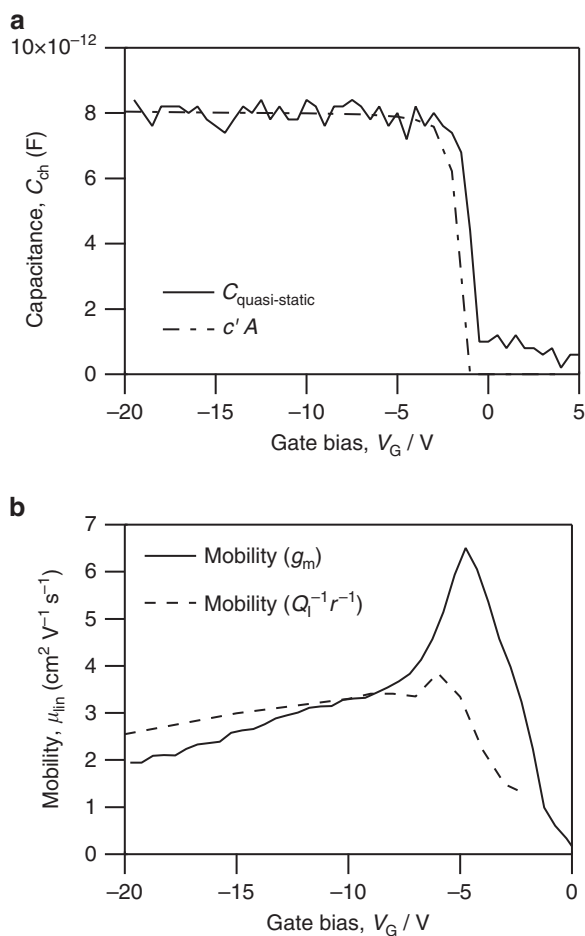 a
10×10⁻¹²
8
6
4
2
0
Capacitance, C_ch (F)
C_quasi-static
c′ A
−20
−15
−10
−5
0
5
Gate bias, V_G / V
b
7
6
5
4
3
2
1
0
Mobility, μ_lin (cm² V⁻¹ s⁻¹)
Mobility (g_m)
Mobility (Q_I⁻¹r⁻¹)
−20
−15
−10
−5
0
Gate bias, V_G / V